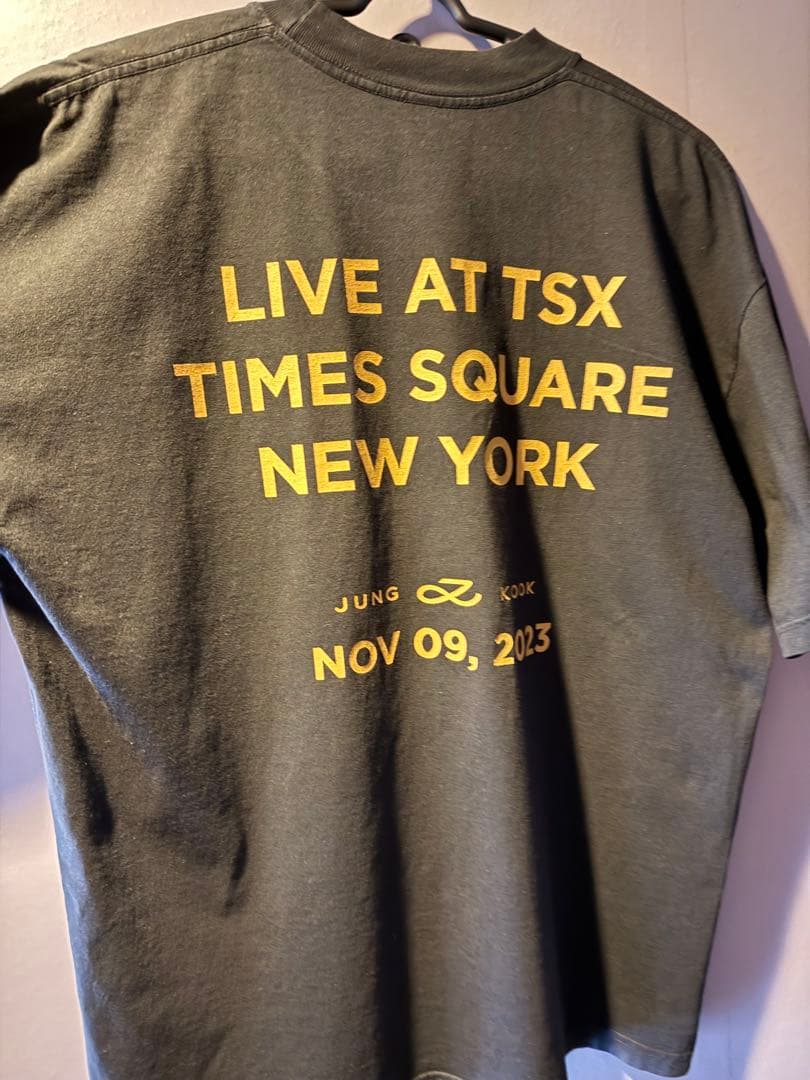 LIVE AT TSX
TIMES SQUARE
NEW YORK
JUNG KOOK
NOV 09, 2023